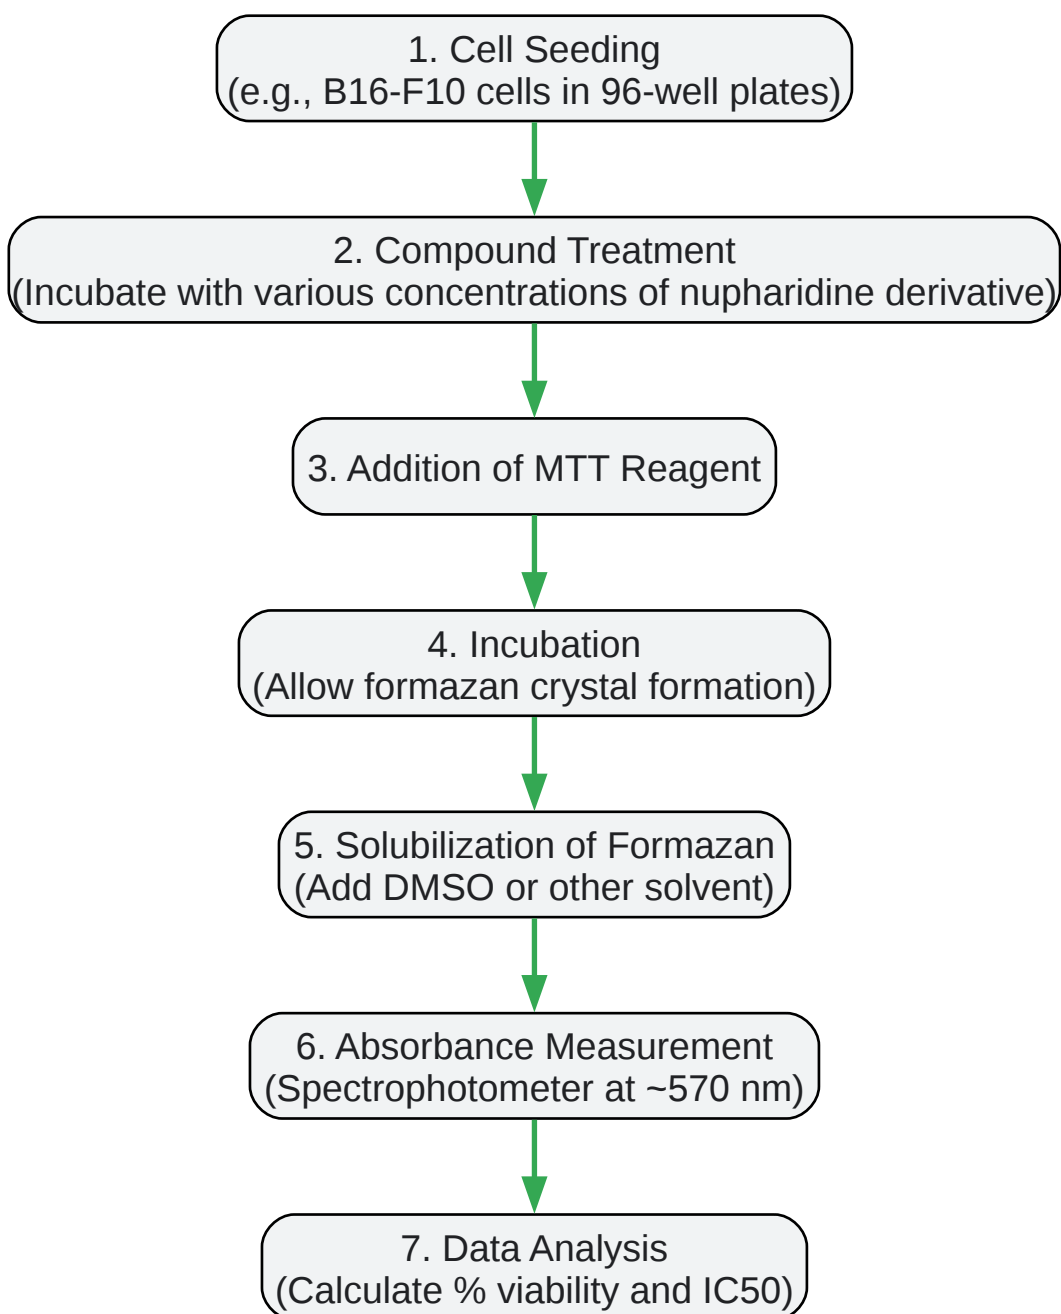 1. Cell Seeding
(e.g., B16-F10 cells in 96-well plates)
2. Compound Treatment
(Incubate with various concentrations of nupharidine derivative)
3. Addition of MTT Reagent
4. Incubation
(Allow formazan crystal formation)
5. Solubilization of Formazan
(Add DMSO or other solvent)
6. Absorbance Measurement
(Spectrophotometer at ~570 nm)
7. Data Analysis
(Calculate % viability and IC50)